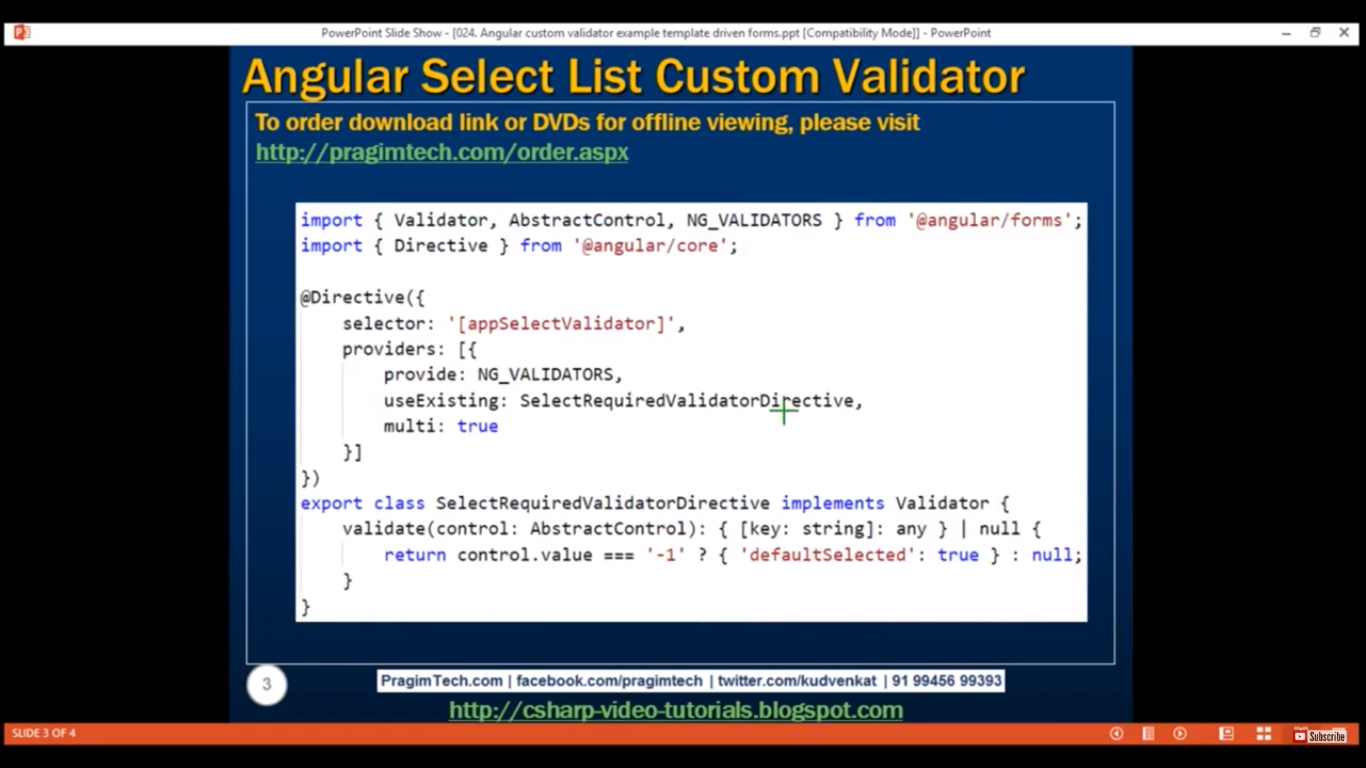 PowerPoint Slide Show - [024. Angular custom validator example template driven forms.ppt [Compatibility Mode]] - PowerPoint
Angular Select List Custom Validator
To order download link or DVDs for offline viewing, please visit
http://pragimtech.com/order.aspx
import { Validator, AbstractControl, NG_VALIDATORS } from '@angular/forms';
import { Directive } from '@angular/core';
@Directive({
    selector: '[appSelectValidator]',
    providers: [{
        provide: NG_VALIDATORS,
        useExisting: SelectRequiredValidatorDirective,
        multi: true
    }]
})
export class SelectRequiredValidatorDirective implements Validator {
    validate(control: AbstractControl): { [key: string]: any } | null {
        return control.value === '-1' ? { 'defaultSelected': true } : null;
    }
}
3
PragimTech.com | facebook.com/pragimtech | twitter.com/kudvenkat | 91 99456 99393
http://csharp-video-tutorials.blogspot.com
SLIDE 3 OF 4
Subscribe